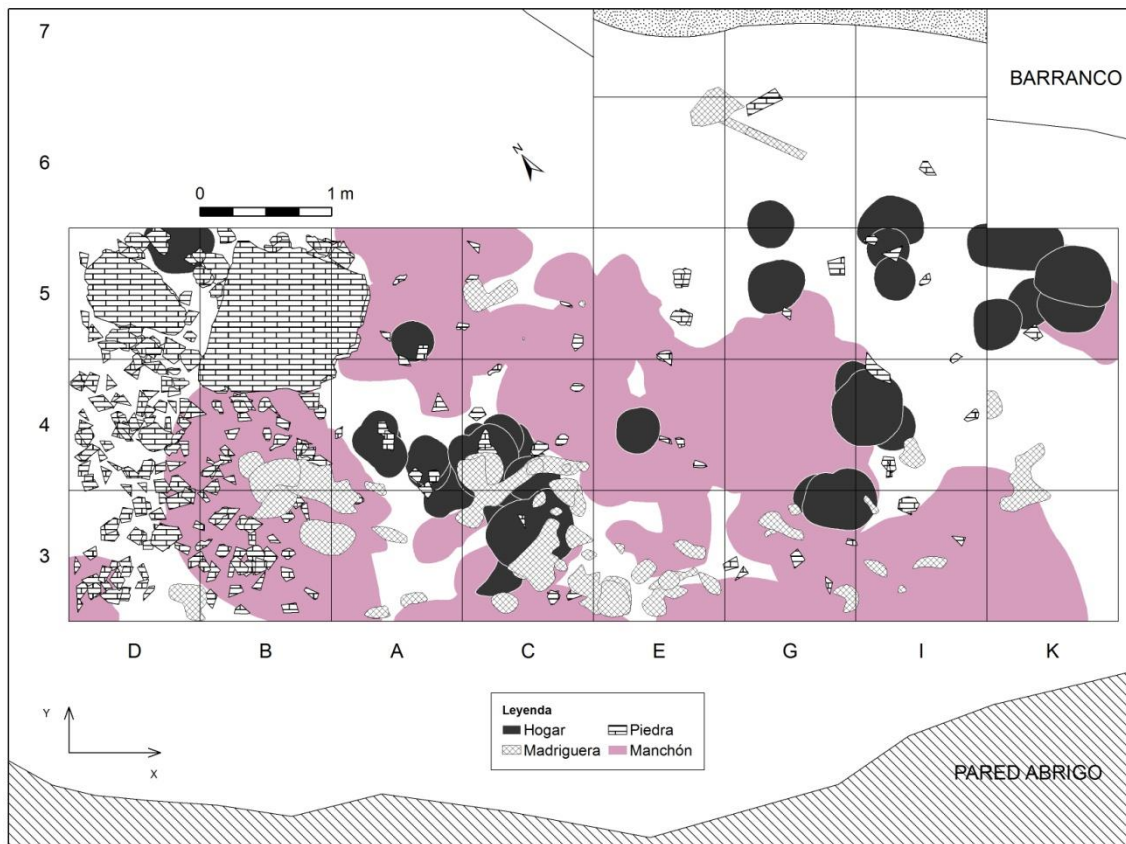 7
BARRANCO
6
N
0 1 m
5
4
3
D B A C E G I K
Leyenda
Hogar Piedra
Madriguera Manchón
Y
X
PARED ABRIGO